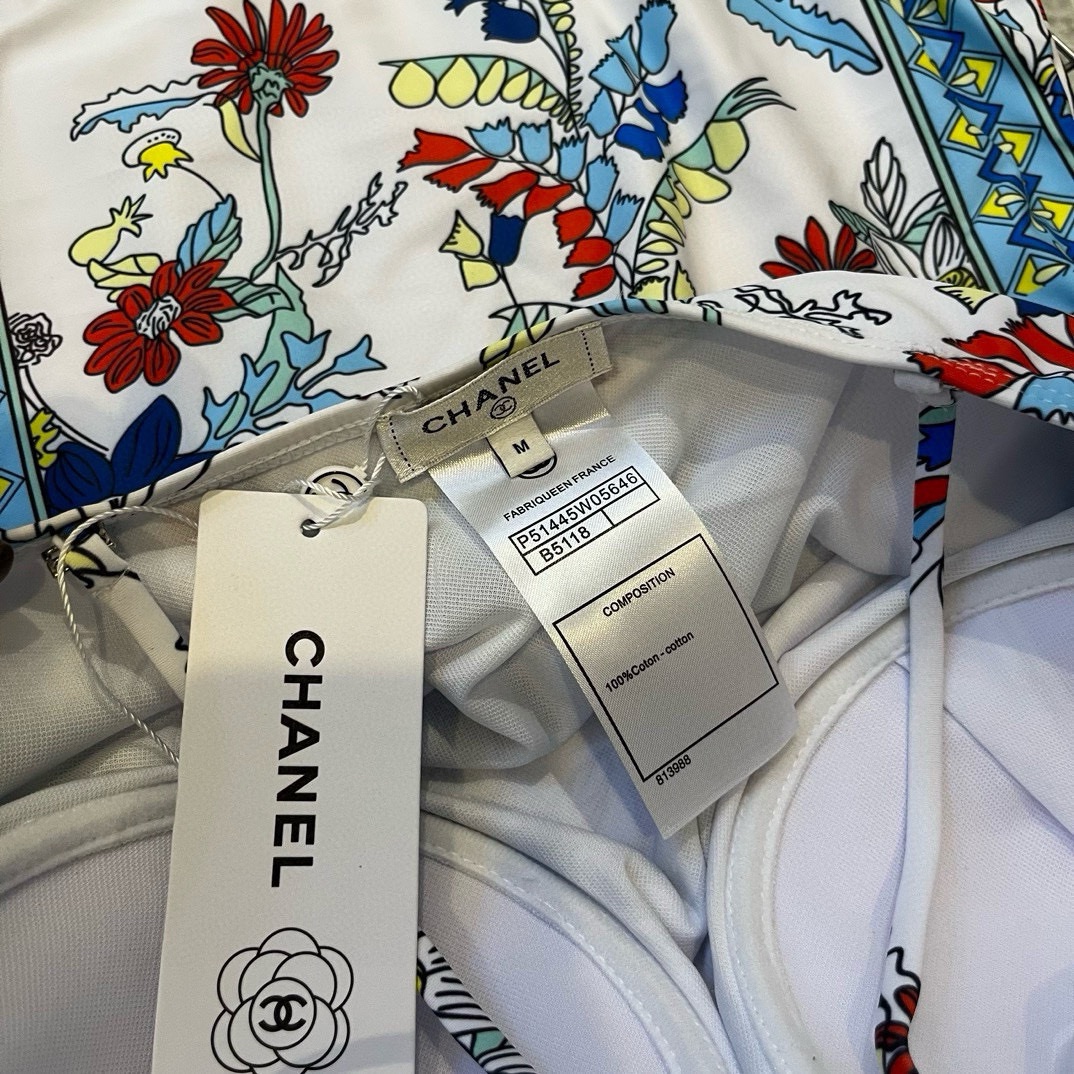 CHANEL
M
FABRIQUEEN FRANCE
P51445W05646
B5118
COMPOSITION
100%Coton-cotton
813988
CHANEL